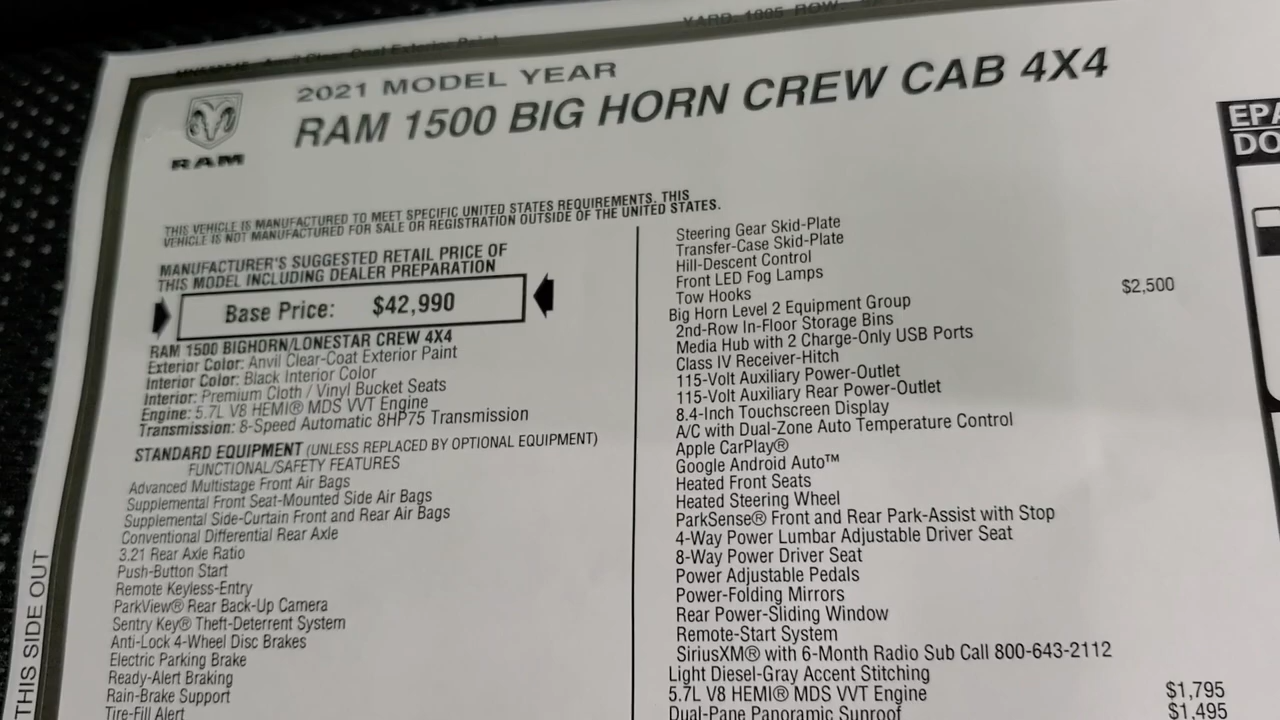 YARD: 1005 ROW:
Anvil Clear-Coat Exterior Paint
2021 MODEL YEAR
RAM 1500 BIG HORN CREW CAB 4X4
RAM
THIS VEHICLE IS MANUFACTURED TO MEET SPECIFIC UNITED STATES REQUIREMENTS. THIS
VEHICLE IS NOT MANUFACTURED FOR SALE OR REGISTRATION OUTSIDE OF THE UNITED STATES.
MANUFACTURER'S SUGGESTED RETAIL PRICE OF
THIS MODEL INCLUDING DEALER PREPARATION
Base Price: $42,990
RAM 1500 BIGHORN/LONESTAR CREW 4X4
Exterior Color: Anvil Clear-Coat Exterior Paint
Interior Color: Black Interior Color
Interior: Premium Cloth / Vinyl Bucket Seats
Engine: 5.7L V8 HEMI® MDS VVT Engine
Transmission: 8-Speed Automatic 8HP75 Transmission
STANDARD EQUIPMENT (UNLESS REPLACED BY OPTIONAL EQUIPMENT)
FUNCTIONAL/SAFETY FEATURES
Advanced Multistage Front Air Bags
Supplemental Front Seat-Mounted Side Air Bags
Supplemental Side-Curtain Front and Rear Air Bags
Conventional Differential Rear Axle
3.21 Rear Axle Ratio
Push-Button Start
Remote Keyless-Entry
ParkView® Rear Back-Up Camera
Sentry Key® Theft-Deterrent System
Anti-Lock 4-Wheel Disc Brakes
Electric Parking Brake
Ready-Alert Braking
Rain-Brake Support
Tire-Fill Alert
Steering Gear Skid-Plate
Transfer-Case Skid-Plate
Hill-Descent Control
Front LED Fog Lamps
Tow Hooks
Big Horn Level 2 Equipment Group $2,500
2nd-Row In-Floor Storage Bins
Media Hub with 2 Charge-Only USB Ports
Class IV Receiver-Hitch
115-Volt Auxiliary Power-Outlet
115-Volt Auxiliary Rear Power-Outlet
8.4-Inch Touchscreen Display
A/C with Dual-Zone Auto Temperature Control
Apple CarPlay®
Google Android Auto™
Heated Front Seats
Heated Steering Wheel
ParkSense® Front and Rear Park-Assist with Stop
4-Way Power Lumbar Adjustable Driver Seat
8-Way Power Driver Seat
Power Adjustable Pedals
Power-Folding Mirrors
Rear Power-Sliding Window
Remote-Start System
SiriusXM® with 6-Month Radio Sub Call 800-643-2112
Light Diesel-Gray Accent Stitching
5.7L V8 HEMI® MDS VVT Engine $1,795
Dual-Pane Panoramic Sunroof $1,495
EPA
DO
THIS SIDE OUT